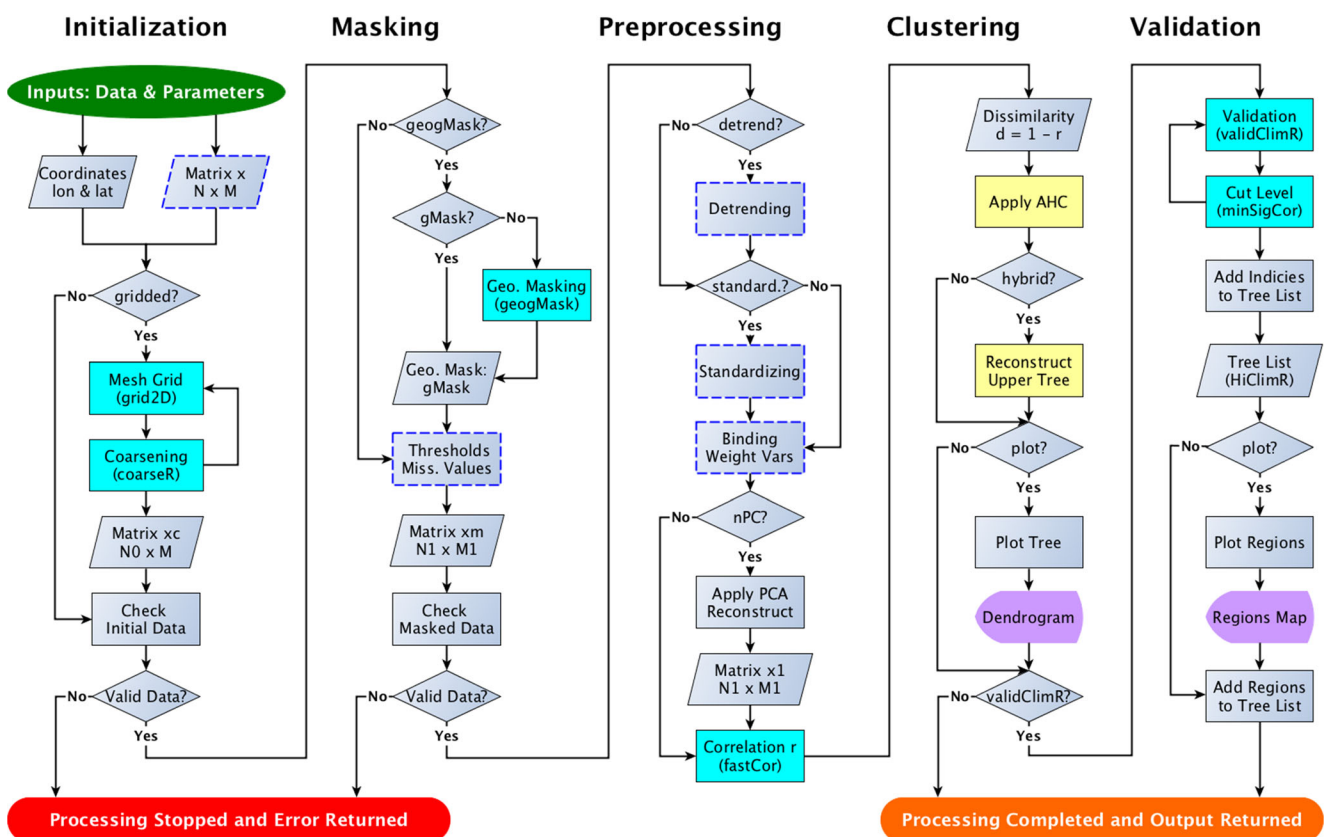 Initialization
Inputs: Data & Parameters
Coordinates
lon & lat
Matrix x
N x M
gridded?
No
Yes
Mesh Grid
(grid2D)
Coarsening
(coarseR)
Matrix xc
N0 x M
Check
Initial Data
Valid Data?
No
Yes
Masking
geogMask?
No
Yes
gMask?
No
Yes
Geo. Masking
(geogMask)
Geo. Mask:
gMask
Thresholds
Miss. Values
Matrix xm
N1 x M1
Check
Masked Data
Valid Data?
No
Yes
Processing Stopped and Error Returned
Preprocessing
detrend?
No
Yes
Detrending
standard.?
No
Yes
Standardizing
Binding
Weight Vars
nPC?
No
Yes
Apply PCA
Reconstruct
Matrix x1
N1 x M1
Correlation r
(fastCor)
Clustering
Dissimilarity
d = 1 – r
Apply AHC
hybrid?
No
Yes
Reconstruct
Upper Tree
plot?
No
Yes
Plot Tree
Dendrogram
validClimR?
No
Yes
Validation
Validation
(validClimR)
Cut Level
(minSigCor)
Add Indicies
to Tree List
Tree List
(HiClimR)
plot?
No
Yes
Plot Regions
Regions Map
Add Regions
to Tree List
Processing Completed and Output Returned